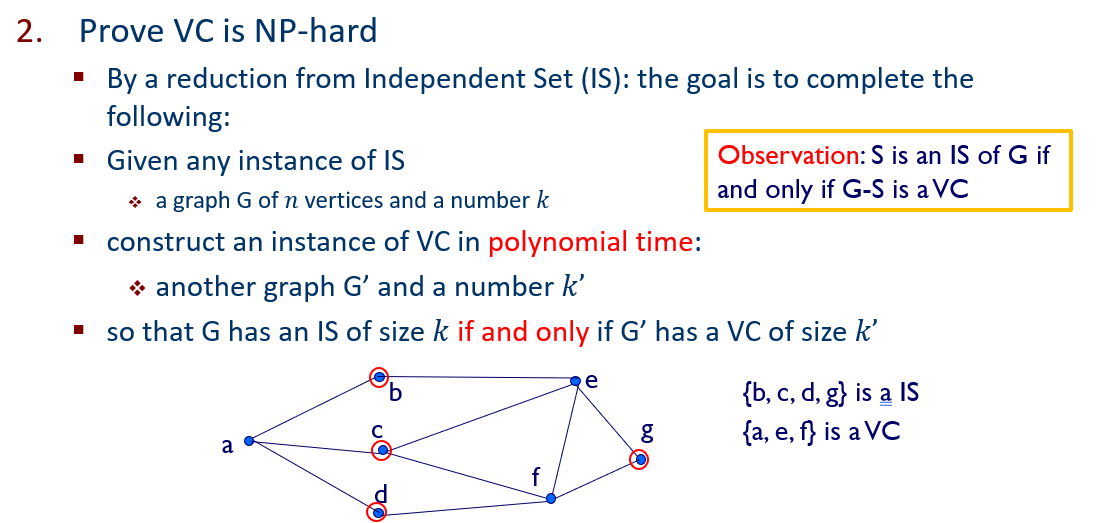 2. Prove VC is NP-hard
▪ By a reduction from Independent Set (IS): the goal is to complete the
following:
▪ Given any instance of IS
❖ a graph G of n vertices and a number k
Observation: S is an IS of G if
and only if G-S is a VC
▪ construct an instance of VC in polynomial time:
❖ another graph G’ and a number k’
▪ so that G has an IS of size k if and only if G’ has a VC of size k’
b
e
c
g
a
f
d
{b, c, d, g} is a IS
{a, e, f} is a VC